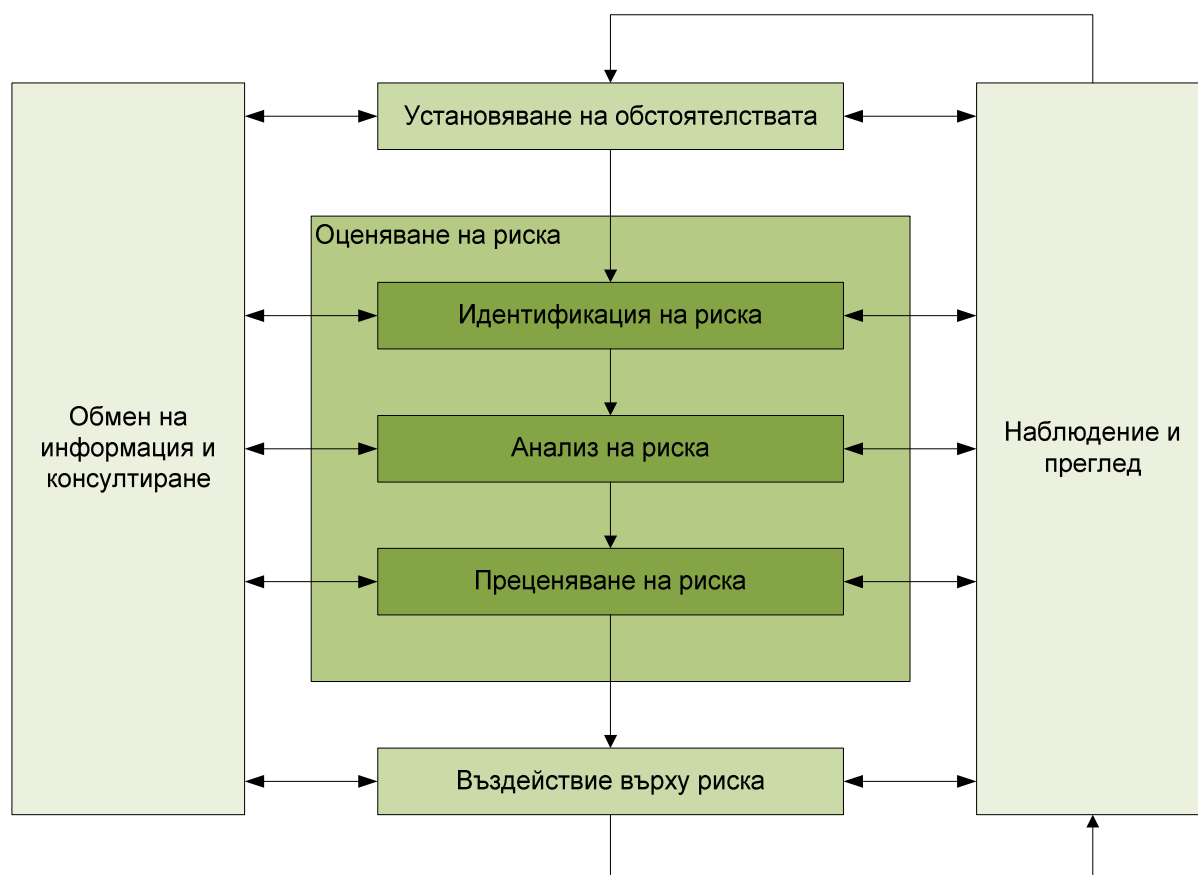 Установяване на обстоятелствата
Оценяване на риска
Идентификация на риска
Обмен на
информация и
консултиране
Анализ на риска
Наблюдение и
преглед
Преценяване на риска
Въздействие върху риска